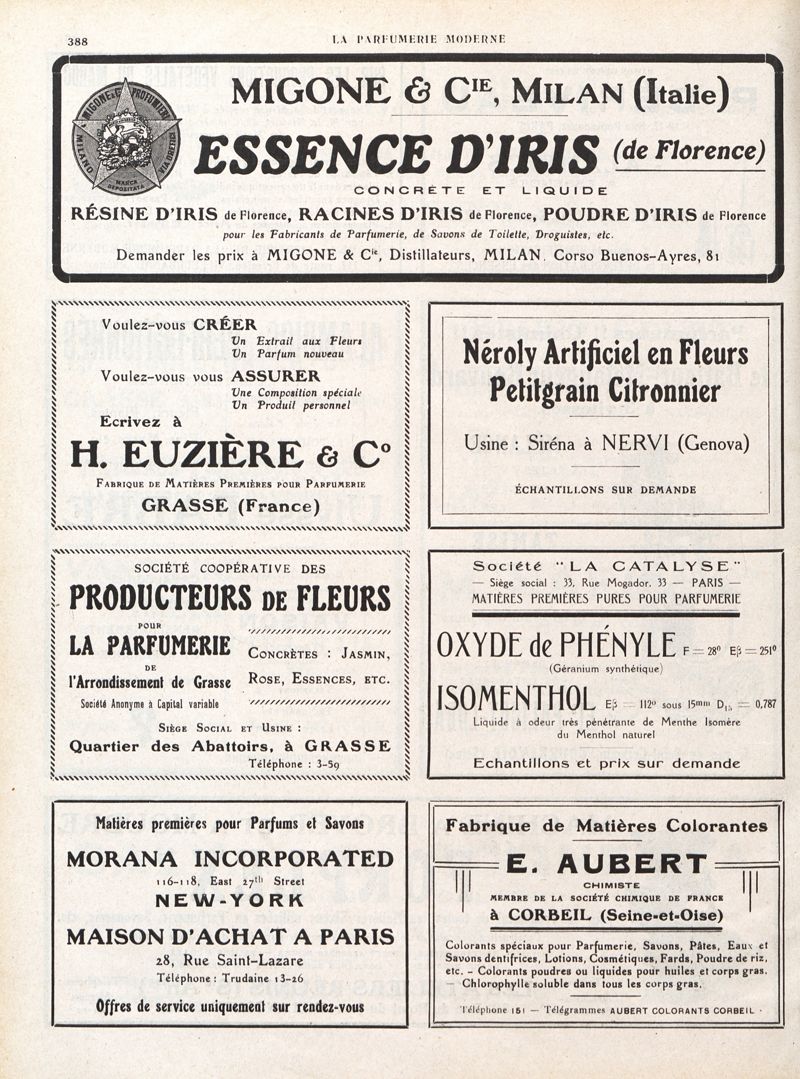 388
LA PARFUMERIE MODERNE
MIGONE & CIE, MILAN (Italie)
MIGONE & C. PROFUMIERI
MILANO
VIA OREFICI
MARCA
DEPOSITATA
ESSENCE D'IRIS (de Florence)
CONCRÈTE ET LIQUIDE
RÉSINE D'IRIS de Florence, RACINES D'IRIS de Florence, POUDRE D'IRIS de Florence
pour les Fabricants de Parfumerie, de Savons de Toilette, Droguistes, etc.
Demander les prix à MIGONE & Cie, Distillateurs, MILAN. Corso Buenos-Ayres, 81
Voulez-vous CRÉER
Un Extrait aux Fleurs
Un Parfum nouveau
Voulez-vous vous ASSURER
Une Composition spéciale
Un Produit personnel
Ecrivez à
H. EUZIÈRE & Co
FABRIQUE DE MATIÈRES PREMIÈRES POUR PARFUMERIE
GRASSE (France)
Néroly Artificiel en Fleurs
Petitgrain Citronnier
Usine : Siréna à NERVI (Genova)
ÉCHANTILLONS SUR DEMANDE
SOCIÉTÉ COOPÉRATIVE DES
PRODUCTEURS DE FLEURS
POUR
LA PARFUMERIE
DE
l'Arrondissement de Grasse
Société Anonyme à Capital variable
CONCRÈTES : JASMIN,
ROSE, ESSENCES, ETC.
SIÈGE SOCIAL ET USINE :
Quartier des Abattoirs, à GRASSE
Téléphone : 3-59
Société "LA CATALYSE"
— Siège social : 33, Rue Mogador, 33 — PARIS —
MATIÈRES PREMIÈRES PURES POUR PARFUMERIE
OXYDE de PHÉNYLE F = 28° Eβ = 251°
(Géranium synthétique)
ISOMENTHOL Eβ = 112° sous 15mm D15 = 0,787
Liquide à odeur très pénétrante de Menthe Isomère
du Menthol naturel
Echantillons et prix sur demande
Matières premières pour Parfums et Savons
MORANA INCORPORATED
116-118, East 27th Street
NEW-YORK
MAISON D'ACHAT A PARIS
28, Rue Saint-Lazare
Téléphone : Trudaine 13-26
Offres de service uniquement sur rendez-vous
Fabrique de Matières Colorantes
E. AUBERT
CHIMISTE
MEMBRE DE LA SOCIÉTÉ CHIMIQUE DE FRANCE
à CORBEIL (Seine-et-Oise)
Colorants spéciaux pour Parfumerie, Savons, Pâtes, Eaux et
Savons dentifrices, Lotions, Cosmétiques, Fards, Poudre de riz,
etc. - Colorants poudres ou liquides pour huiles et corps gras.
- Chlorophylle soluble dans tous les corps gras.
Téléphone 151 — Télégrammes AUBERT COLORANTS CORBEIL -